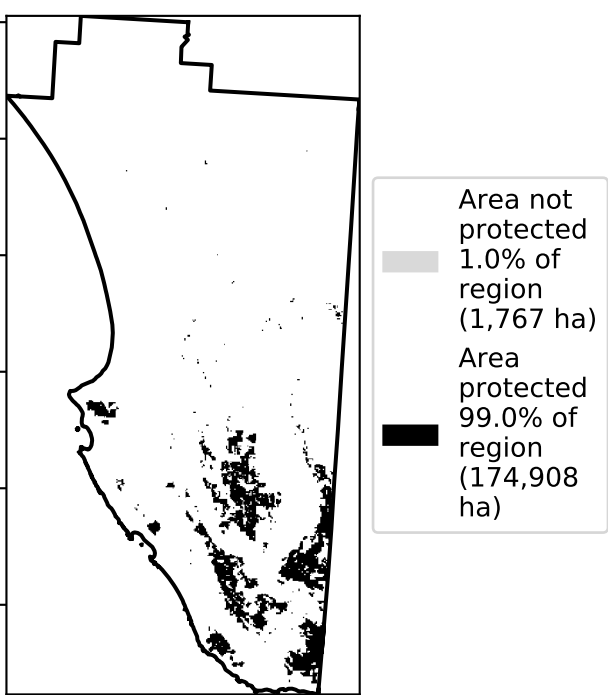 Area not
protected
1.0% of
region
(1,767 ha)
Area
protected
99.0% of
region
(174,908
ha)